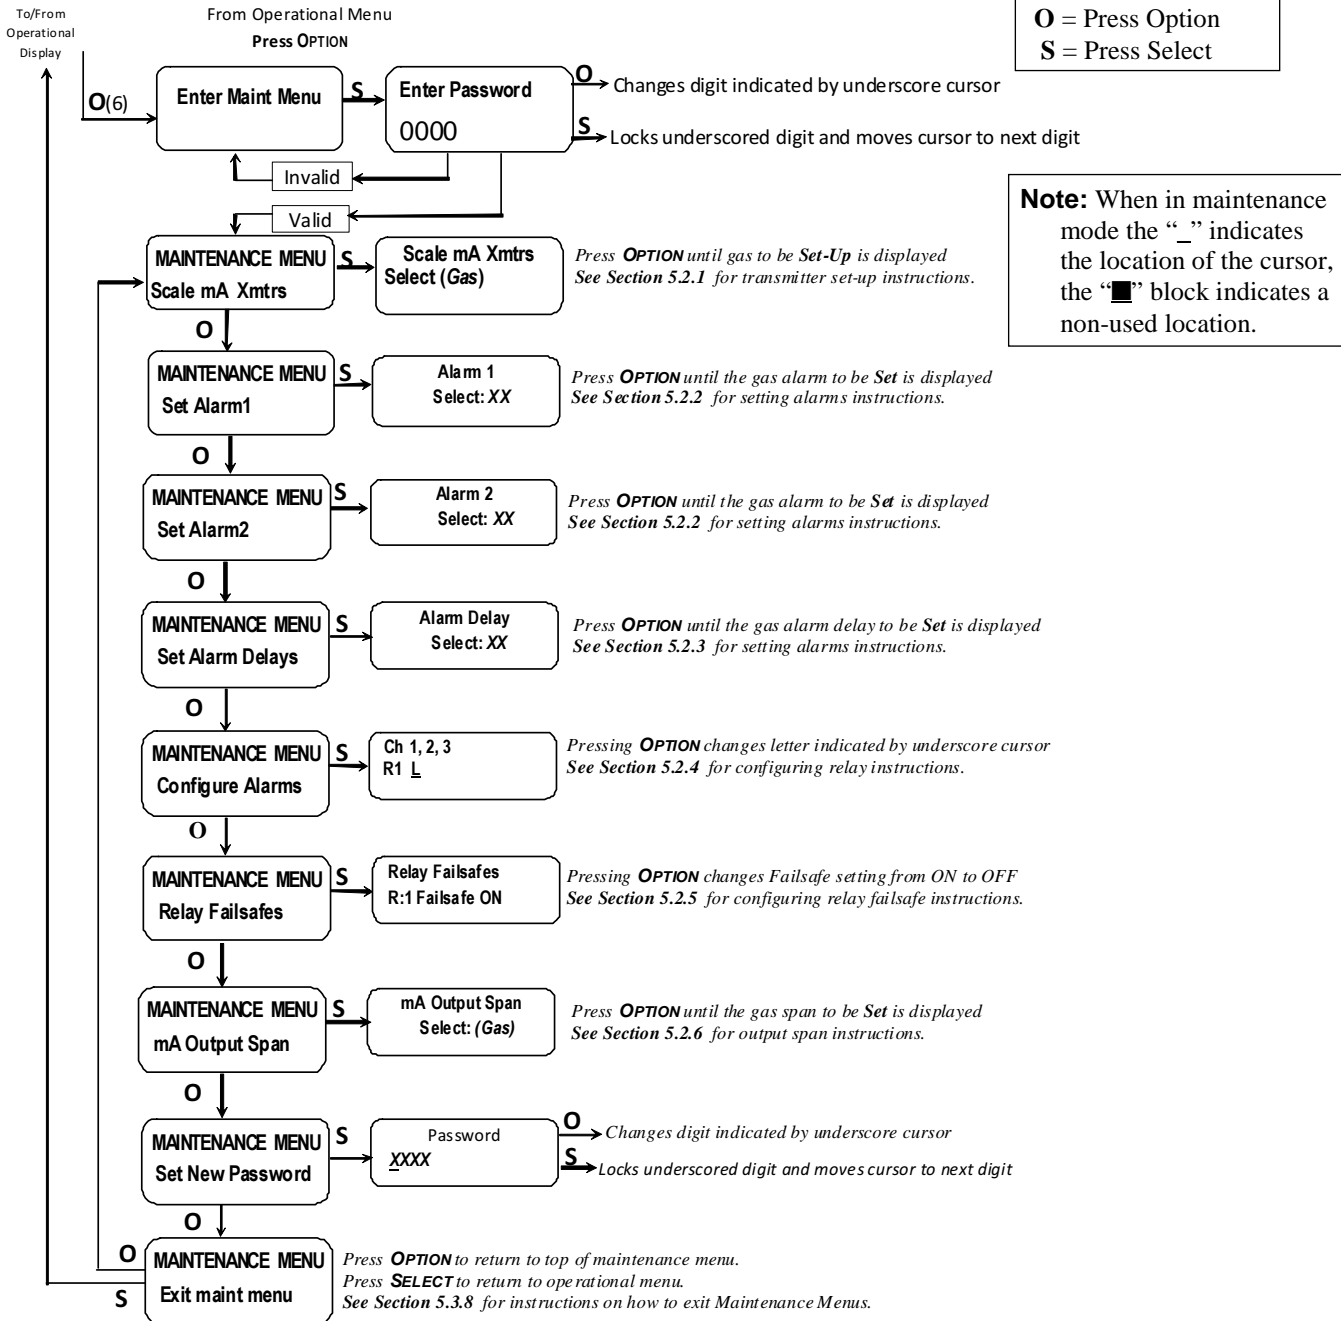 To/From
Operational
Display
From Operational Menu
Press OPTION
O = Press Option
S = Press Select
O(6)
Enter Maint Menu
S
Enter Password
0000
O
Changes digit indicated by underscore cursor
S
Locks underscored digit and moves cursor to next digit
Invalid
Valid
Note: When in maintenance
mode the “_” indicates
the location of the cursor,
the “■” block indicates a
non-used location.
MAINTENANCE MENU
Scale mA Xmtrs
S
Scale mA Xmtrs
Select (Gas)
Press OPTION until gas to be Set-Up is displayed
See Section 5.2.1 for transmitter set-up instructions.
O
MAINTENANCE MENU
Set Alarm1
S
Alarm 1
Select: XX
Press OPTION until the gas alarm to be Set is displayed
See Section 5.2.2 for setting alarms instructions.
O
MAINTENANCE MENU
Set Alarm2
S
Alarm 2
Select: XX
Press OPTION until the gas alarm to be Set is displayed
See Section 5.2.2 for setting alarms instructions.
O
MAINTENANCE MENU
Set Alarm Delays
S
Alarm Delay
Select: XX
Press OPTION until the gas alarm delay to be Set is displayed
See Section 5.2.3 for setting alarms instructions.
O
MAINTENANCE MENU
Configure Alarms
S
Ch 1, 2, 3
R1 L
Pressing OPTION changes letter indicated by underscore cursor
See Section 5.2.4 for configuring relay instructions.
O
MAINTENANCE MENU
Relay Failsafes
S
Relay Failsafes
R:1 Failsafe ON
Pressing OPTION changes Failsafe setting from ON to OFF
See Section 5.2.5 for configuring relay failsafe instructions.
O
MAINTENANCE MENU
mA Output Span
S
mA Output Span
Select: (Gas)
Press OPTION until the gas span to be Set is displayed
See Section 5.2.6 for output span instructions.
O
MAINTENANCE MENU
Set New Password
S
Password
XXXX
O
Changes digit indicated by underscore cursor
S
Locks underscored digit and moves cursor to next digit
O
O
S
MAINTENANCE MENU
Exit maint menu
Press OPTION to return to top of maintenance menu.
Press SELECT to return to operational menu.
See Section 5.3.8 for instructions on how to exit Maintenance Menus.